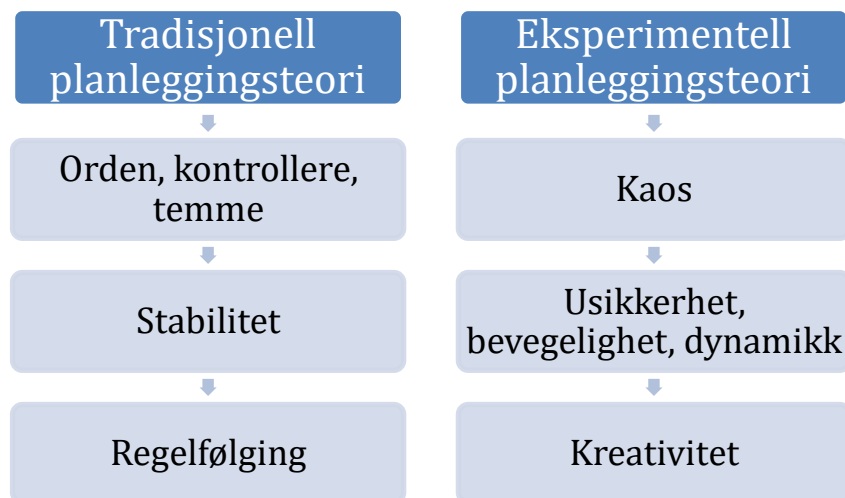 Tradisjonell
planleggingsteori
Orden, kontrollere,
temme
Stabilitet
Regelfølging
Eksperimentell
planleggingsteori
Kaos
Usikkerhet,
bevegelighet, dynamikk
Kreativitet